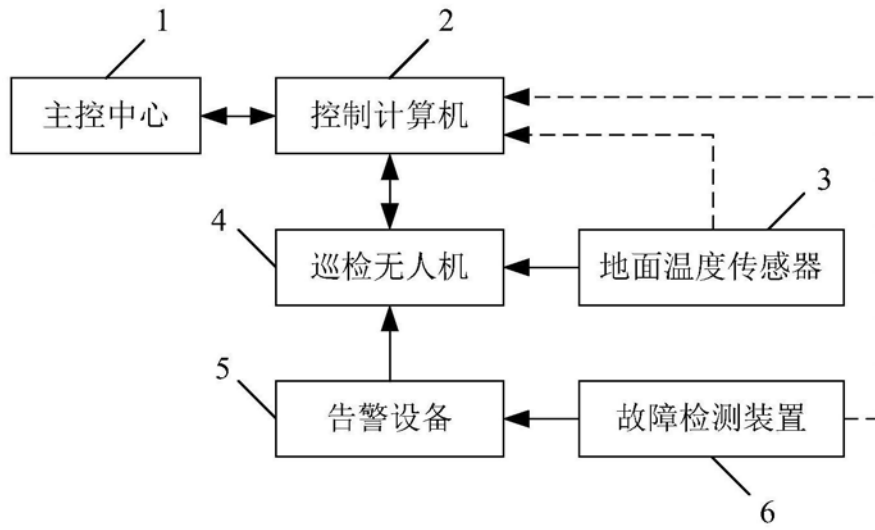 1
2
主控中心
控制计算机
3
4
巡检无人机
地面温度传感器
5
告警设备
故障检测装置
6